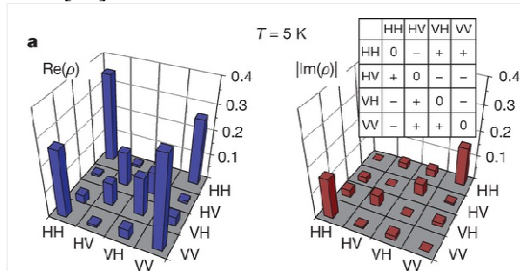 a
T = 5 K
HH HV VH VV
HH 0 − + +
HV + 0 − −
VH − + 0 −
VV − + + 0
Re(ρ)
|Im(ρ)|
0.4
0.3
0.2
0.1
HH
HV
VH
VV
HH
HV
VH
VV
0.4
0.3
0.2
0.1
HH
HV
VH
VV
HH
HV
VH
VV